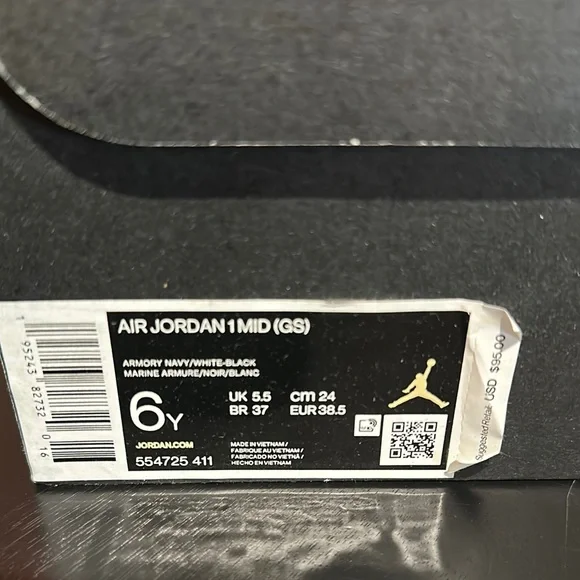 AIR JORDAN 1 MID (GS)
ARMORY NAVY/WHITE-BLACK
MARINE ARMURE/NOIR/BLANC
6Y
UK 5.5
cm 24
BR 37
EUR 38.5
JORDAN.COM
554725 411
MADE IN VIETNAM /
FABRIQUE AU VIETNAM /
FABRICADO NO VIETNÃ /
HECHO EN VIETNAM
1 95243 82732 0 16
Suggested Retail USD $95.00